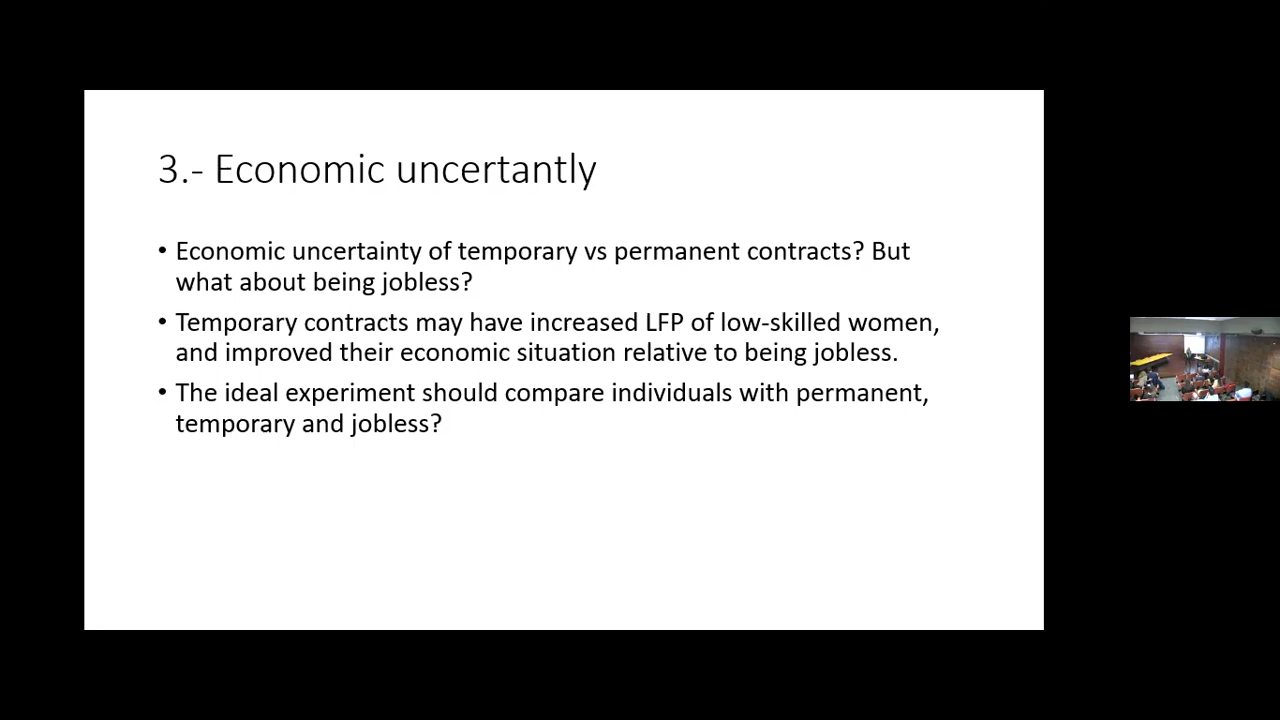 3.- Economic uncertantly
• Economic uncertainty of temporary vs permanent contracts? But
what about being jobless?
• Temporary contracts may have increased LFP of low-skilled women,
and improved their economic situation relative to being jobless.
• The ideal experiment should compare individuals with permanent,
temporary and jobless?